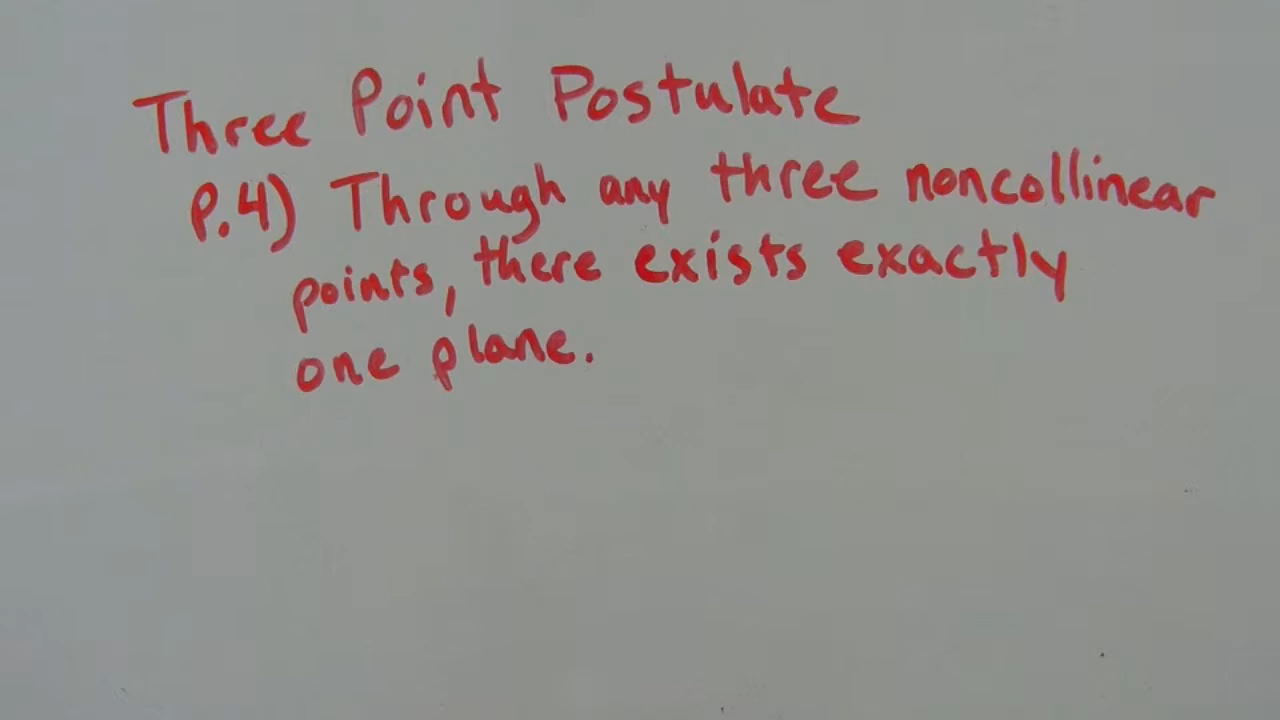 Three Point Postulate
P.4) Through any three noncollinear
points, there exists exactly
one plane.